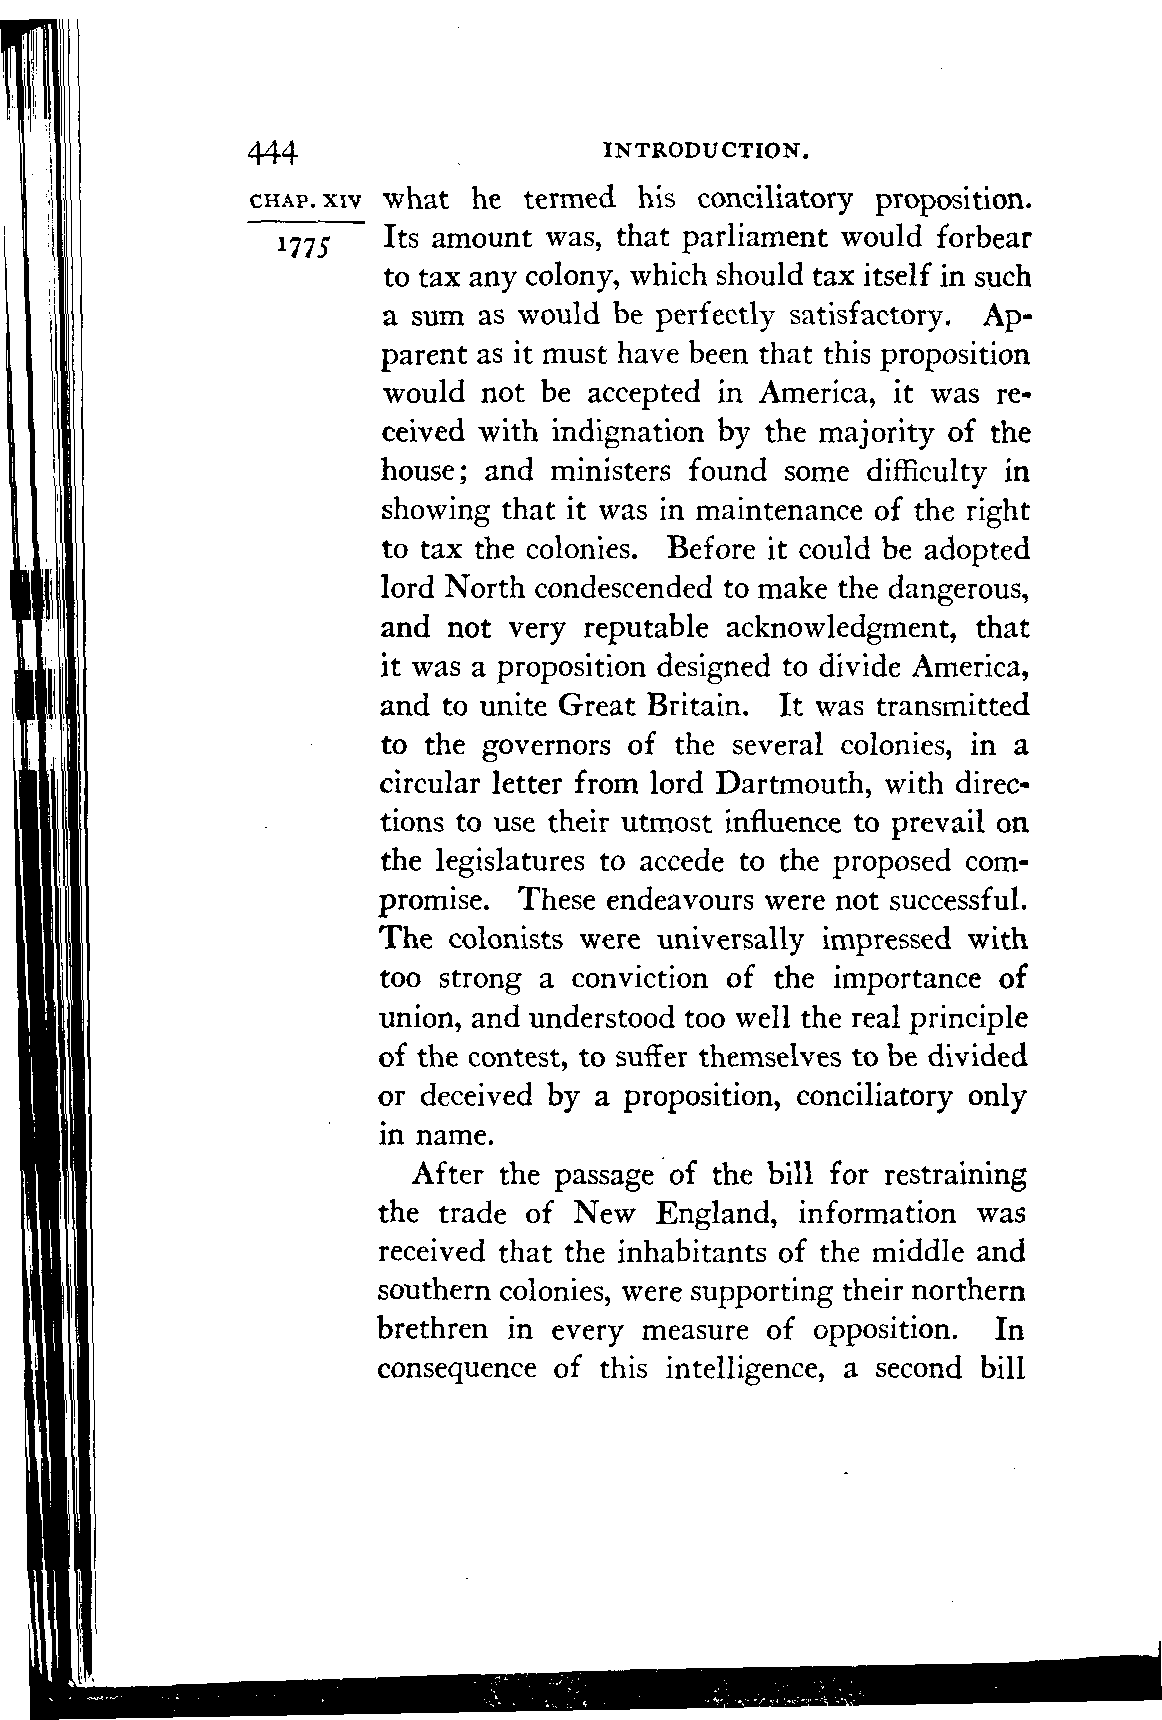 444 INTRODUCTION.
CHAP. XIV what he termed his conciliatory proposition.
1775 Its amount was, that parliament would forbear
to tax any colony, which should tax itself in such
a sum as would be perfectly satisfactory. Ap-
parent as it must have been that this proposition
would not be accepted in America, it was re-
ceived with indignation by the majority of the
house; and ministers found some difficulty in
showing that it was in maintenance of the right
to tax the colonies. Before it could be adopted
lord North condescended to make the dangerous,
and not very reputable acknowledgment, that
it was a proposition designed to divide America,
and to unite Great Britain. It was transmitted
to the governors of the several colonies, in a
circular letter from lord Dartmouth, with direc-
tions to use their utmost influence to prevail on
the legislatures to accede to the proposed com-
promise. These endeavours were not successful.
The colonists were universally impressed with
too strong a conviction of the importance of
union, and understood too well the real principle
of the contest, to suffer themselves to be divided
or deceived by a proposition, conciliatory only
in name.
After the passage of the bill for restraining
the trade of New England, information was
received that the inhabitants of the middle and
southern colonies, were supporting their northern
brethren in every measure of opposition. In
consequence of this intelligence, a second bill